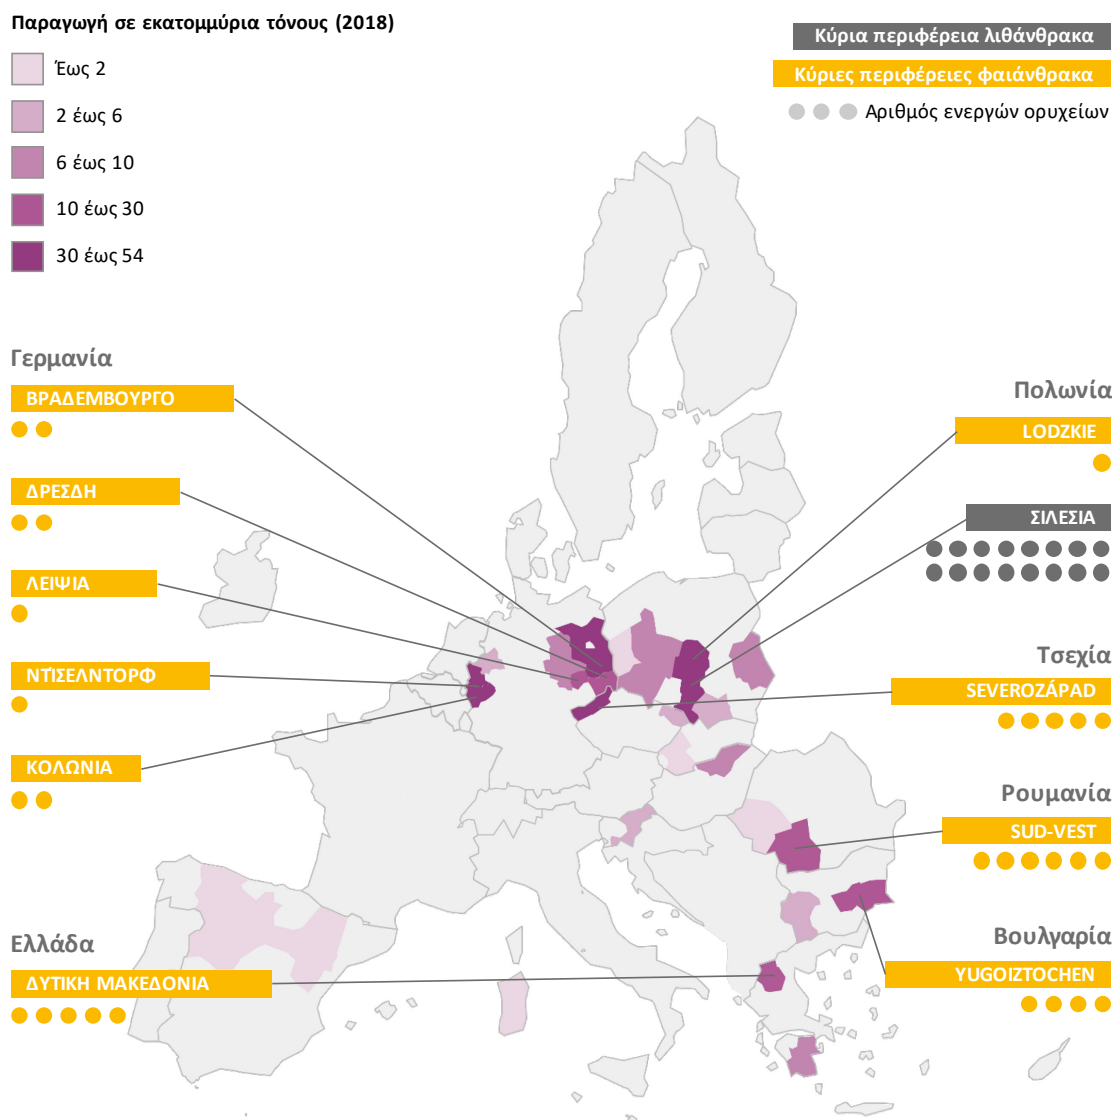 Παραγωγή σε εκατομμύρια τόνους (2018)
Έως 2
2 έως 6
6 έως 10
10 έως 30
30 έως 54
Κύρια περιφέρεια λιθάνθρακα
Κύριες περιφέρειες φαιάνθρακα
Αριθμός ενεργών ορυχείων
Γερμανία
ΒΡΑΔΕΜΒΟΥΡΓΟ
ΔΡΕΣΔΗ
ΛΕΙΨΙΑ
ΝΤΙΣΕΛΝΤΟΡΦ
ΚΟΛΩΝΙΑ
Ελλάδα
ΔΥΤΙΚΗ ΜΑΚΕΔΟΝΙΑ
Πολωνία
LODZKIE
ΣΙΛΕΣΙΑ
Τσεχία
SEVEROZÁPAD
Ρουμανία
SUD-VEST
Βουλγαρία
YUGOIZTOCHEN